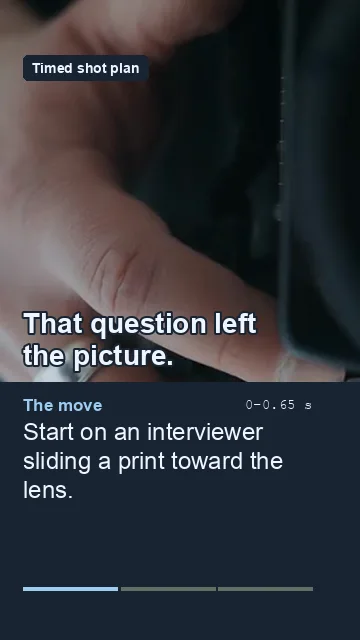 Timed shot plan
That question left
the picture.
The move
0–0.65 s
Start on an interviewer
sliding a print toward the
lens.